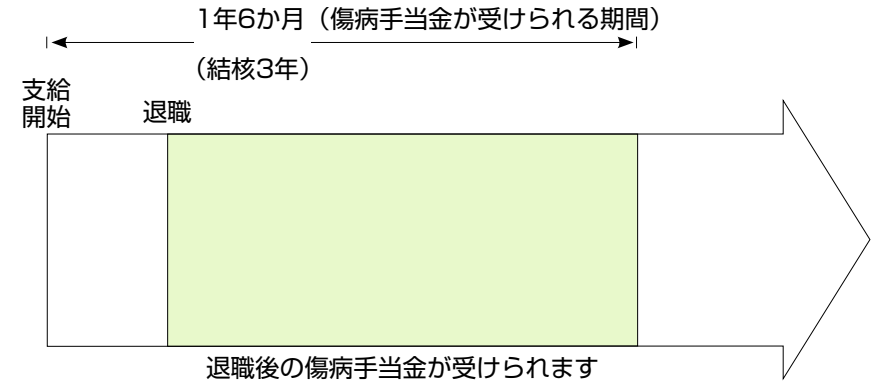 1年6か月（傷病手当金が受けられる期間）
（結核3年）
支給
開始
退職
退職後の傷病手当金が受けられます